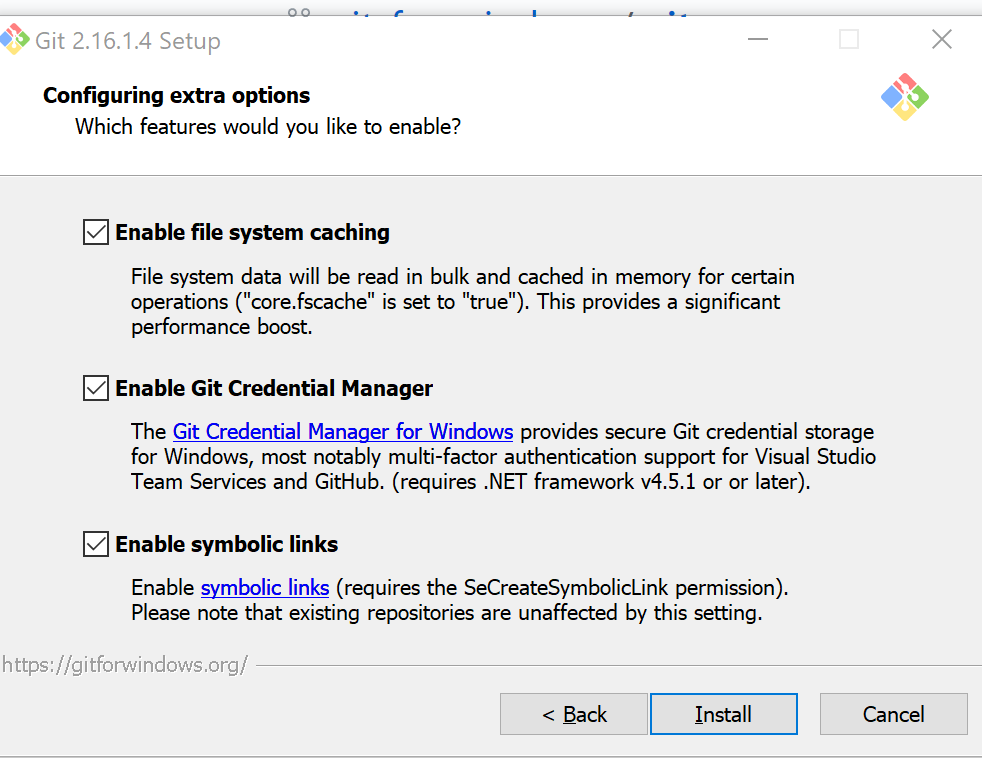 Git 2.16.1.4 Setup
Configuring extra options
Which features would you like to enable?
Enable file system caching
File system data will be read in bulk and cached in memory for certain
operations ("core.fscache" is set to "true"). This provides a significant
performance boost.
Enable Git Credential Manager
The Git Credential Manager for Windows provides secure Git credential storage
for Windows, most notably multi-factor authentication support for Visual Studio
Team Services and GitHub. (requires .NET framework v4.5.1 or or later).
Enable symbolic links
Enable symbolic links (requires the SeCreateSymbolicLink permission).
Please note that existing repositories are unaffected by this setting.
https://gitforwindows.org/
< Back
Install
Cancel